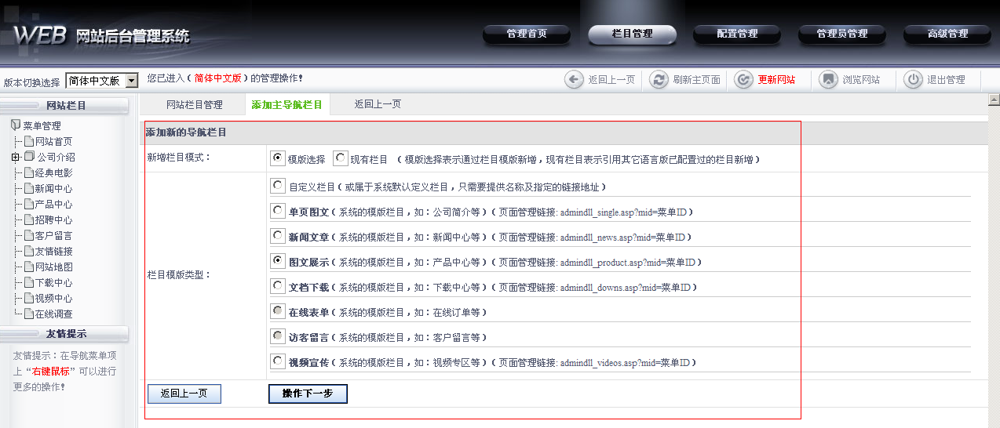 WEB 网站后台管理系统
管理首页
栏目管理
配置管理
管理员管理
高级管理
版本切换选择 简体中文版
您已进入(简体中文版)的管理操作!
返回上一页
刷新主页面
更新网站
浏览网站
退出管理
网站栏目
菜单管理
网站首页
公司介绍
经典电影
新闻中心
产品中心
招聘中心
客户留言
友情链接
网站地图
下载中心
视频中心
在线调查
友情提示
友情提示:在导航菜单项
上“右键鼠标”可以进行
更多的操作!
网站栏目管理
添加主导航栏目
返回上一页
添加新的导航栏目
新增栏目模式:
模版选择 现有栏目 (模版选择表示通过栏目模版新增,现有栏目表示引用其它语言版已配置过的栏目新增)
栏目模版类型:
自定义栏目(或属于系统默认定义栏目,只需要提供名称及指定的链接地址)
单页图文(系统的模版栏目,如:公司简介等)(页面管理链接: admindll_single.asp?mid=菜单ID)
新闻文章(系统的模版栏目,如:新闻中心等)(页面管理链接: admindll_news.asp?mid=菜单ID)
图文展示(系统的模版栏目,如:产品中心等)(页面管理链接: admindll_product.asp?mid=菜单ID)
文档下载(系统的模版栏目,如:下载中心等)(页面管理链接: admindll_downs.asp?mid=菜单ID)
在线表单(系统的模版栏目,如:在线订单等)
访客留言(系统的模版栏目,如:客户留言等)
视频宣传(系统的模版栏目,如:视频专区等)(页面管理链接: admindll_videos.asp?mid=菜单ID)
返回上一页
操作下一步